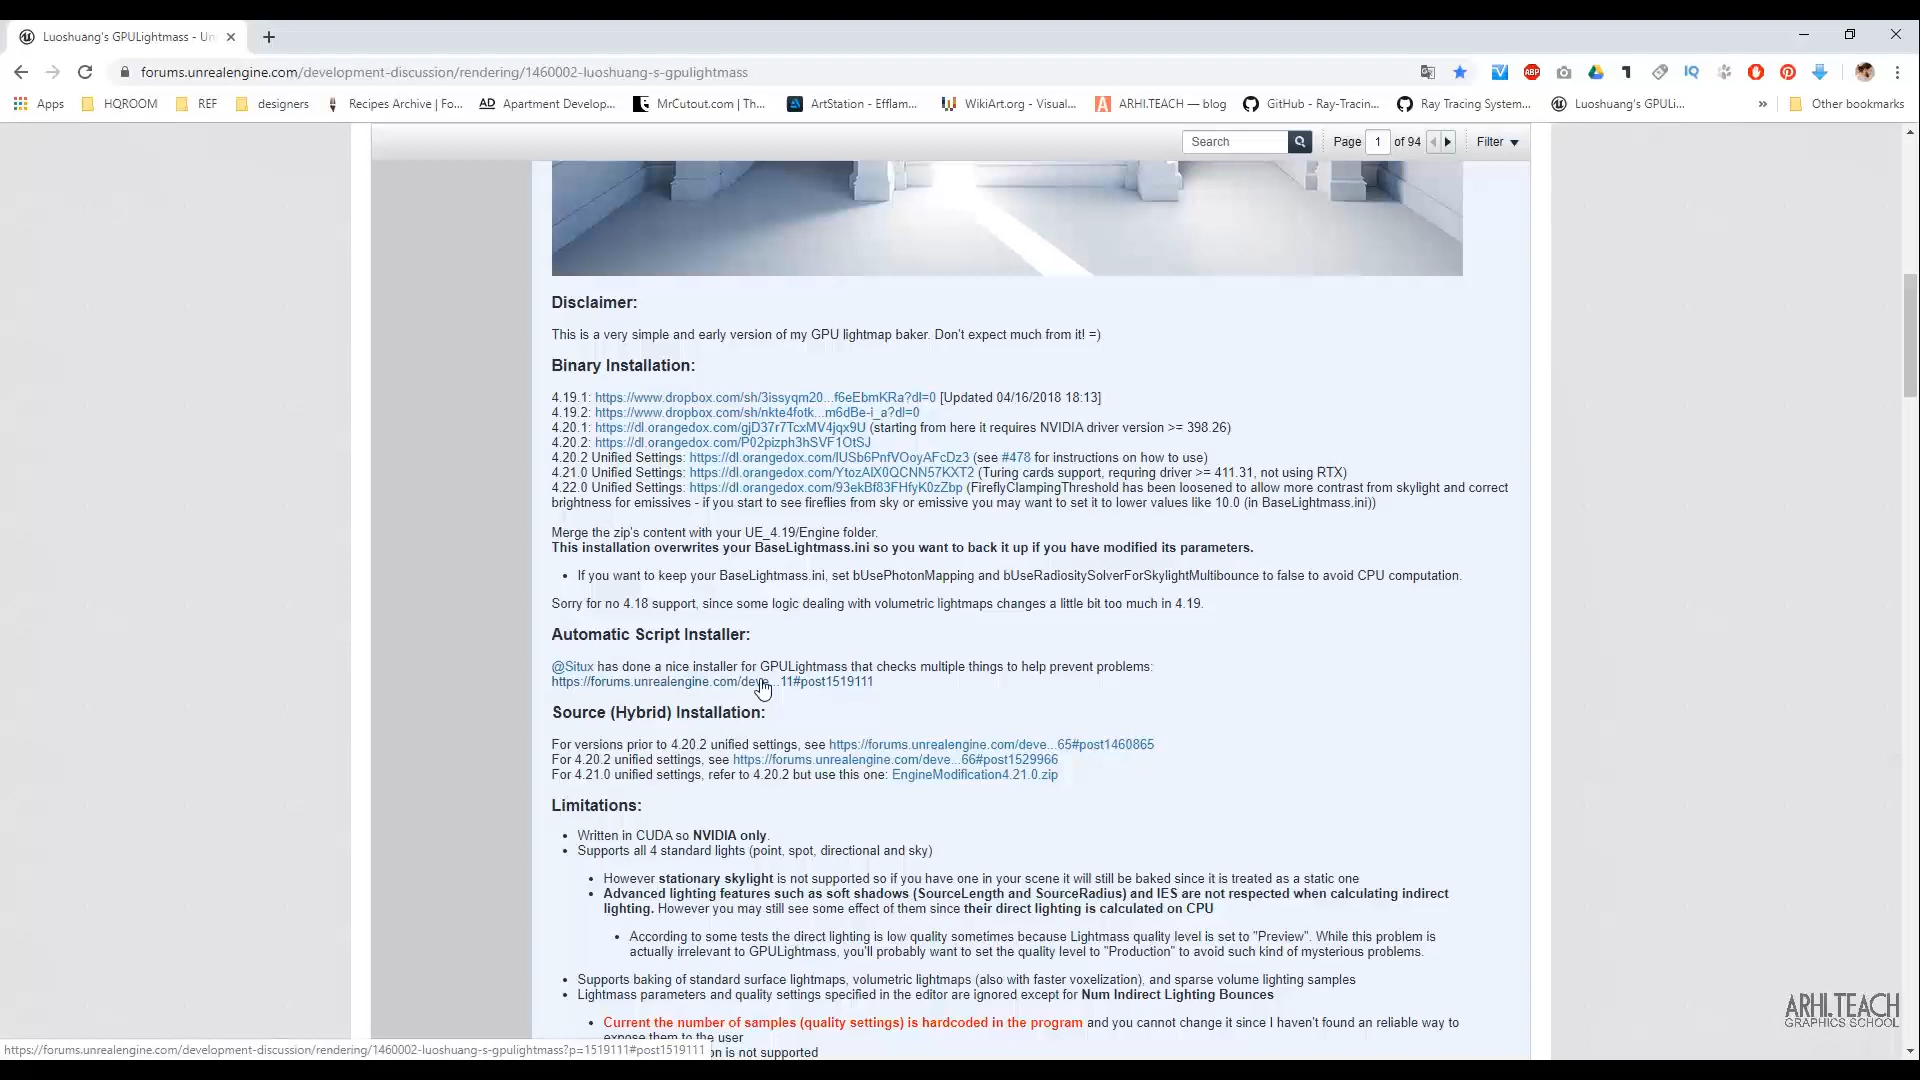 Luoshuang's GPULightmass - Un
forums.unrealengine.com/development-discussion/rendering/1460002-luoshuang-s-gpulightmass
Apps
HQROOM
REF
designers
Recipes Archive | Fo...
AD Apartment Develop...
MrCutout.com | Th...
ArtStation - Efflam...
WikiArt.org - Visual...
ARHI.TEACH — blog
GitHub - Ray-Tracin...
Ray Tracing System...
Luoshuang's GPULi...
» Other bookmarks
Search
Page 1 of 94
Filter
Disclaimer:
This is a very simple and early version of my GPU lightmap baker. Don't expect much from it! =)
Binary Installation:
4.19.1: https://www.dropbox.com/sh/3issyqm20...f6eEbmKRa?dl=0 [Updated 04/16/2018 18:13]
4.19.2: https://www.dropbox.com/sh/nkte4fotk...m6dBe-i_a?dl=0
4.20.1: https://dl.orangedox.com/gjD37r7TcxMV4jqx9U (starting from here it requires NVIDIA driver version >= 398.26)
4.20.2: https://dl.orangedox.com/P02pizph3hSVF1OtSJ
4.20.2 Unified Settings: https://dl.orangedox.com/IUSb6PnfVOoyAFcDz3 (see #478 for instructions on how to use)
4.21.0 Unified Settings: https://dl.orangedox.com/YtozAIX0QCNN57KXT2 (Turing cards support, requring driver >= 411.31, not using RTX)
4.22.0 Unified Settings: https://dl.orangedox.com/93ekBf83FHfyK0zZbp (FireflyClampingThreshold has been loosened to allow more contrast from skylight and correct
brightness for emissives - if you start to see fireflies from sky or emissive you may want to set it to lower values like 10.0 (in BaseLightmass.ini))
Merge the zip's content with your UE_4.19/Engine folder.
This installation overwrites your BaseLightmass.ini so you want to back it up if you have modified its parameters.
• If you want to keep your BaseLightmass.ini, set bUsePhotonMapping and bUseRadiositySolverForSkylightMultibounce to false to avoid CPU computation.
Sorry for no 4.18 support, since some logic dealing with volumetric lightmaps changes a little bit too much in 4.19.
Automatic Script Installer:
@Situx has done a nice installer for GPULightmass that checks multiple things to help prevent problems:
https://forums.unrealengine.com/deve...11#post1519111
Source (Hybrid) Installation:
For versions prior to 4.20.2 unified settings, see https://forums.unrealengine.com/deve...65#post1460865
For 4.20.2 unified settings, see https://forums.unrealengine.com/deve...66#post1529966
For 4.21.0 unified settings, refer to 4.20.2 but use this one: EngineModification4.21.0.zip
Limitations:
• Written in CUDA so NVIDIA only.
• Supports all 4 standard lights (point, spot, directional and sky)
• However stationary skylight is not supported so if you have one in your scene it will still be baked since it is treated as a static one
• Advanced lighting features such as soft shadows (SourceLength and SourceRadius) and IES are not respected when calculating indirect
lighting. However you may still see some effect of them since their direct lighting is calculated on CPU
• According to some tests the direct lighting is low quality sometimes because Lightmass quality level is set to "Preview". While this problem is
actually irrelevant to GPULightmass, you'll probably want to set the quality level to "Production" to avoid such kind of mysterious problems.
• Supports baking of standard surface lightmaps, volumetric lightmaps (also with faster voxelization), and sparse volume lighting samples
• Lightmass parameters and quality settings specified in the editor are ignored except for Num Indirect Lighting Bounces
• Current the number of samples (quality settings) is hardcoded in the program and you cannot change it since I haven't found an reliable way to
expose them to the user
n is not supported
https://forums.unrealengine.com/development-discussion/rendering/1460002-luoshuang-s-gpulightmass?p=1519111#post1519111
ARHI.TEACH
GRAPHICS SCHOOL